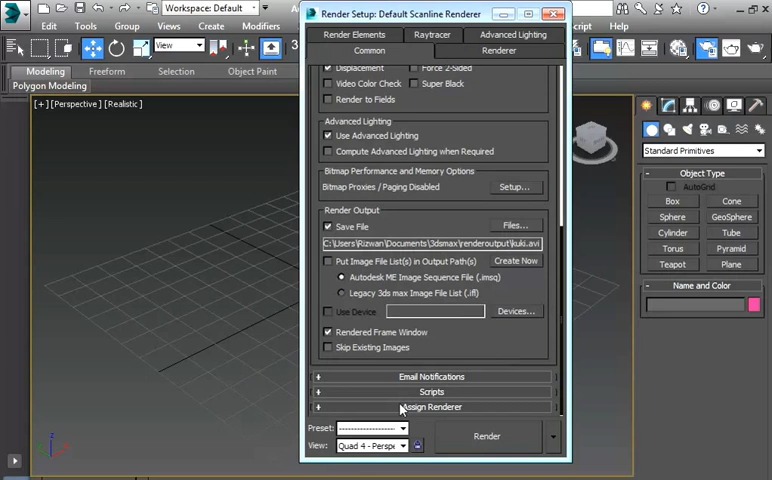 Workspace: Default
Render Setup: Default Scanline Renderer
Edit
Tools
Group
Views
Create
Modifiers
View
Modeling
Freeform
Selection
Object Paint
Polygon Modeling
[+] [Perspective] [Realistic]
Render Elements
Raytracer
Advanced Lighting
Common
Renderer
Displacement
Force 2-Sided
Video Color Check
Super Black
Render to Fields
Advanced Lighting
Use Advanced Lighting
Compute Advanced Lighting when Required
Bitmap Performance and Memory Options
Bitmap Proxies / Paging Disabled
Setup...
Render Output
Save File
Files...
C:\Users\Rizwan\Documents\3dsmax\renderoutput\kuki.avi
Put Image File List(s) in Output Path(s)
Create Now
Autodesk ME Image Sequence File (.imsq)
Legacy 3ds max Image File List (.ifl)
Use Device
Devices...
Rendered Frame Window
Skip Existing Images
+ Email Notifications
+ Scripts
+ Assign Renderer
Preset:
View:
Quad 4 - Perspe
Render
Standard Primitives
- Object Type
AutoGrid
Box
Cone
Sphere
GeoSphere
Cylinder
Tube
Torus
Pyramid
Teapot
Plane
- Name and Color